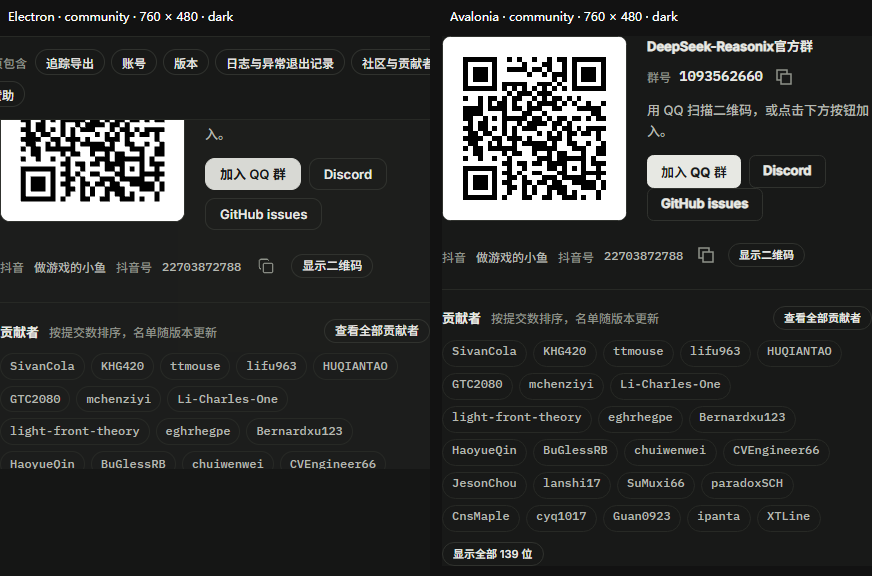 Electron · community · 760 × 480 · dark
页包含 追踪导出 账号 版本 日志与异常退出记录 社区与贡献者
赞助
入。
加入 QQ 群 Discord
GitHub issues
抖音 做游戏的小鱼 抖音号 22703872788 显示二维码
贡献者 按提交数排序，名单随版本更新 查看全部贡献者
SivanCola KHG420 ttmouse lifu963 HUQIANTAO
GTC2080 mchenziyi Li-Charles-One
light-front-theory eghrhegpe Bernardxu123
HaoyueQin BuGlessRB chuiwenwei CVEngineer66
Avalonia · community · 760 × 480 · dark
DeepSeek-Reasonix官方群
群号 1093562660
用 QQ 扫描二维码，或点击下方按钮加
入。
加入 QQ 群 Discord
GitHub issues
抖音 做游戏的小鱼 抖音号 22703872788 显示二维码
贡献者 按提交数排序，名单随版本更新 查看全部贡献者
SivanCola KHG420 ttmouse lifu963 HUQIANTAO
GTC2080 mchenziyi Li-Charles-One
light-front-theory eghrhegpe Bernardxu123
HaoyueQin BuGlessRB chuiwenwei CVEngineer66
JesonChou lanshi17 SuMuxi66 paradoxSCH
CnsMaple cyq1017 Guan0923 ipanta XTLine
显示全部 139 位